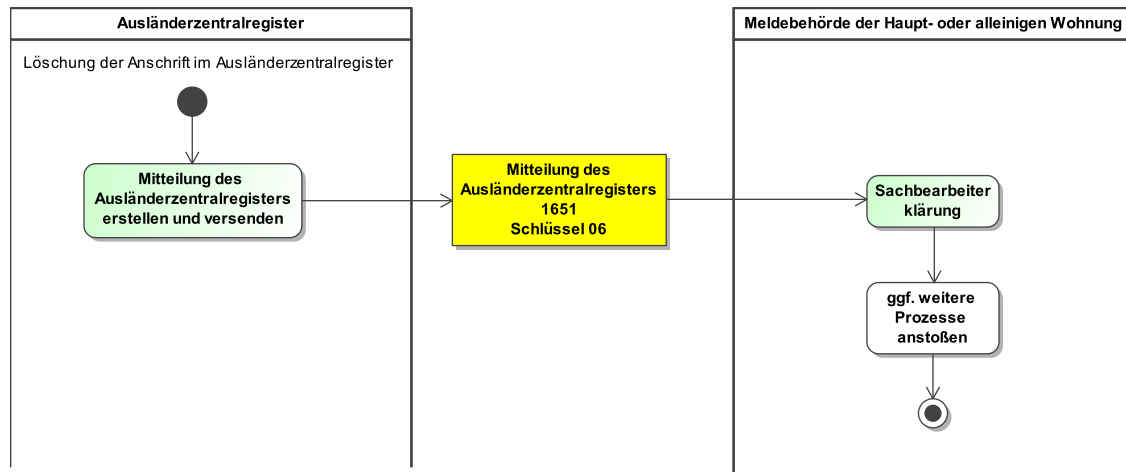 Ausländerzentralregister
Meldebehörde der Haupt- oder alleinigen Wohnung
Löschung der Anschrift im Ausländerzentralregister
Mitteilung des
Ausländerzentralregisters
erstellen und versenden
Mitteilung des
Ausländerzentralregisters
1651
Schlüssel 06
Sachbearbeiter
klärung
ggf. weitere
Prozesse
anstoßen